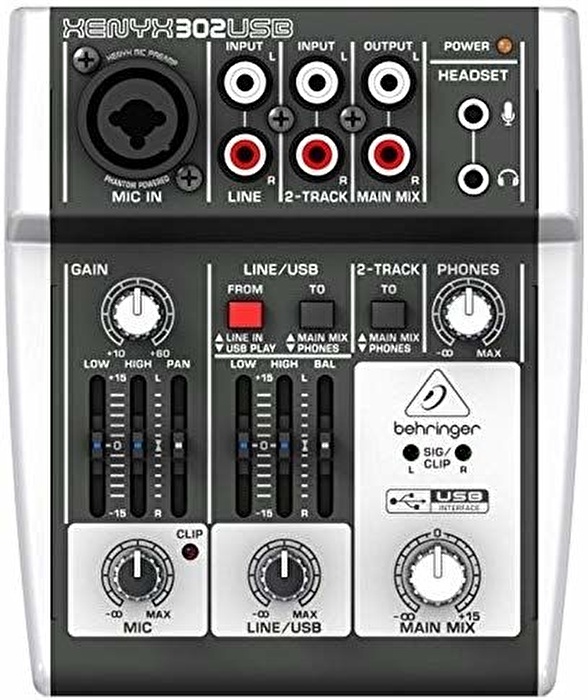 XENYX302USB
INPUT L INPUT L OUTPUT L
POWER
HEADSET
XENYX MIC PREAMP
PHANTOM POWERED
R R R
MIC IN LINE 2-TRACK MAIN MIX
GAIN LINE/USB 2-TRACK PHONES
FROM TO TO
+10 +60
▲LINE IN ▲MAIN MIX ▲MAIN MIX
▼USB PLAY ▼PHONES ▼PHONES
-∞ MAX
LOW HIGH PAN LOW HIGH BAL
+15 L +15 L
0 0
-15 R -15 R
behringer
SIG/
CLIP
L R
USB
INTERFACE
CLIP
0
-∞ MAX -∞ MAX -∞ +15
MIC LINE/USB MAIN MIX